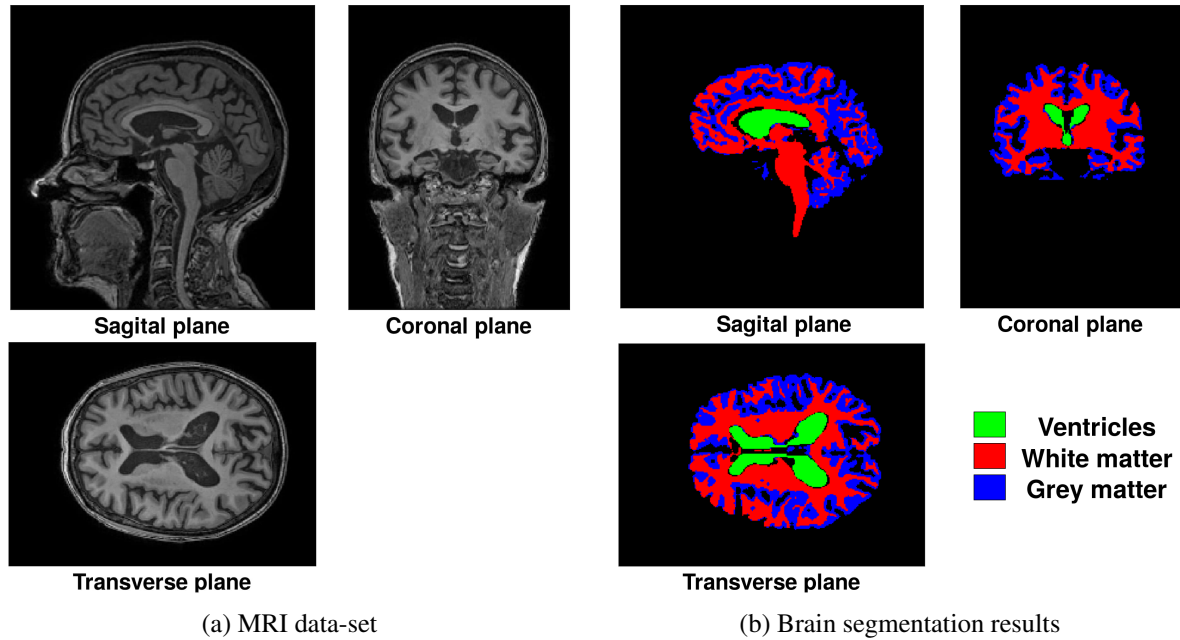 Sagital plane
Coronal plane
Sagital plane
Coronal plane
Transverse plane
Transverse plane
Ventricles
White matter
Grey matter
(a) MRI data-set
(b) Brain segmentation results